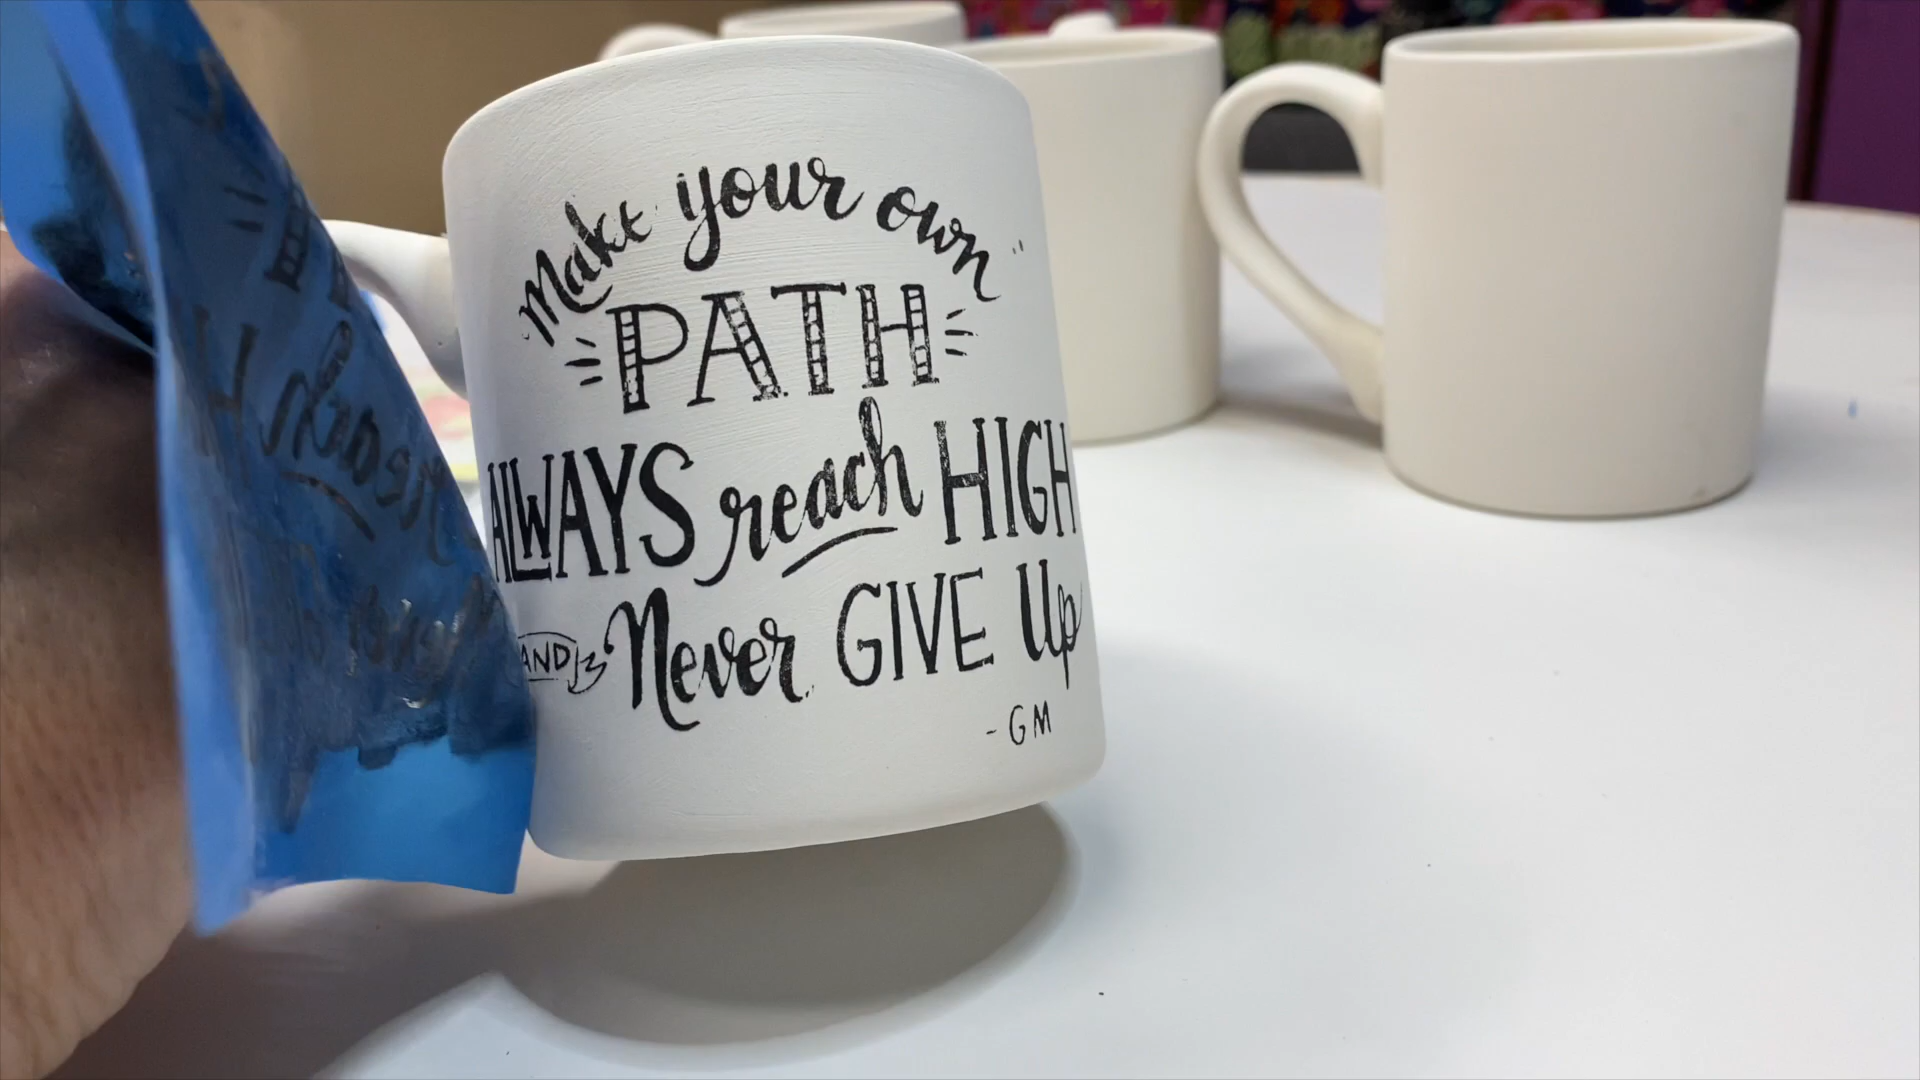 Make your own
PATH
ALWAYS reach HIGH
AND Never GIVE Up
- GM